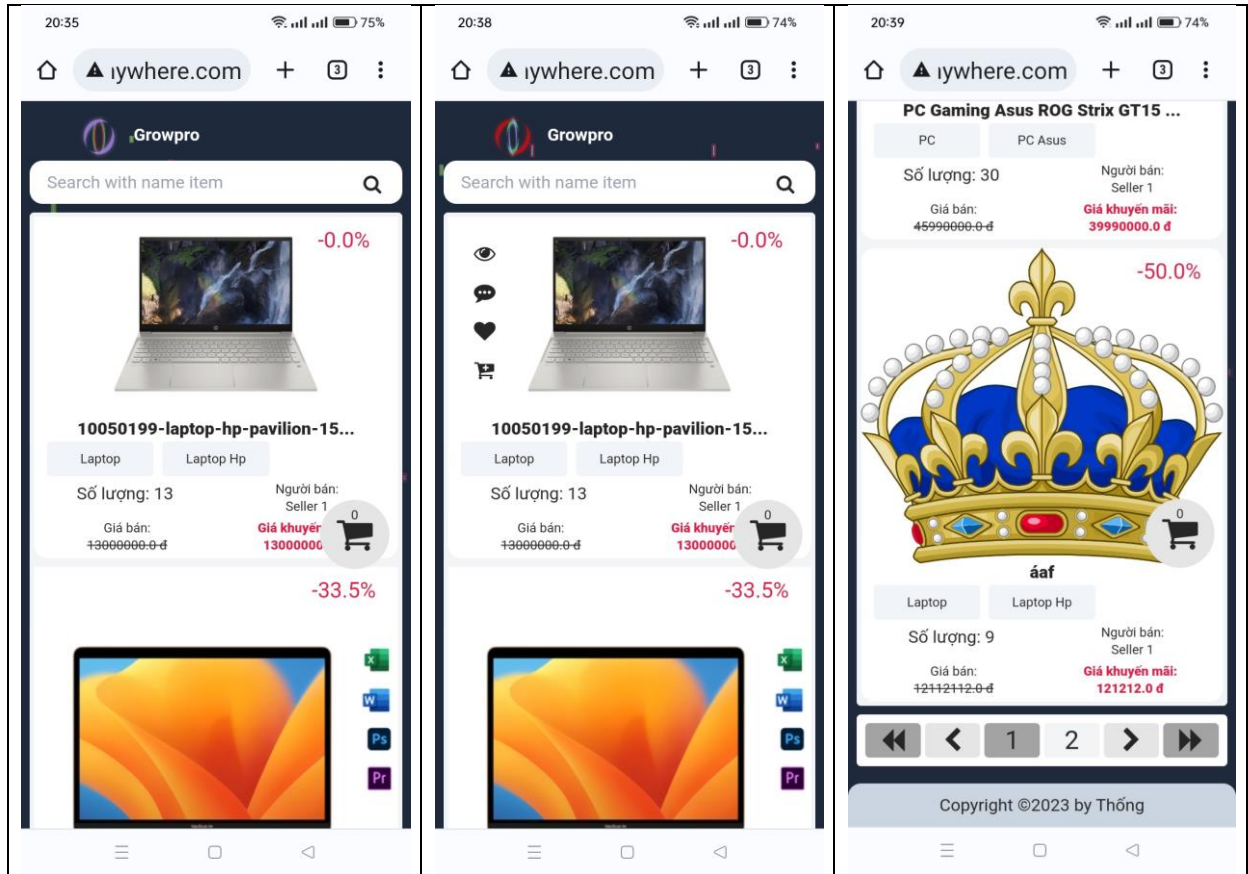 20:35
75%
ıywhere.com
3
Growpro
Search with name item
-0.0%
10050199-laptop-hp-pavilion-15...
Laptop
Laptop Hp
Số lượng: 13
Người bán:
Seller 1
Giá bán:
13000000.0 đ
Giá khuyến
13000000
0
-33.5%
X
W
Ps
Pr
20:38
74%
ıywhere.com
3
Growpro
Search with name item
-0.0%
10050199-laptop-hp-pavilion-15...
Laptop
Laptop Hp
Số lượng: 13
Người bán:
Seller 1
Giá bán:
13000000.0 đ
Giá khuyến
13000000
0
-33.5%
X
W
Ps
Pr
20:39
74%
ıywhere.com
3
PC Gaming Asus ROG Strix GT15 ...
PC
PC Asus
Số lượng: 30
Người bán:
Seller 1
Giá bán:
45990000.0 đ
Giá khuyến mãi:
39990000.0 đ
-50.0%
0
áaf
Laptop
Laptop Hp
Số lượng: 9
Người bán:
Seller 1
Giá bán:
12112112.0 đ
Giá khuyến mãi:
121212.0 đ
1
2
Copyright ©2023 by Thống